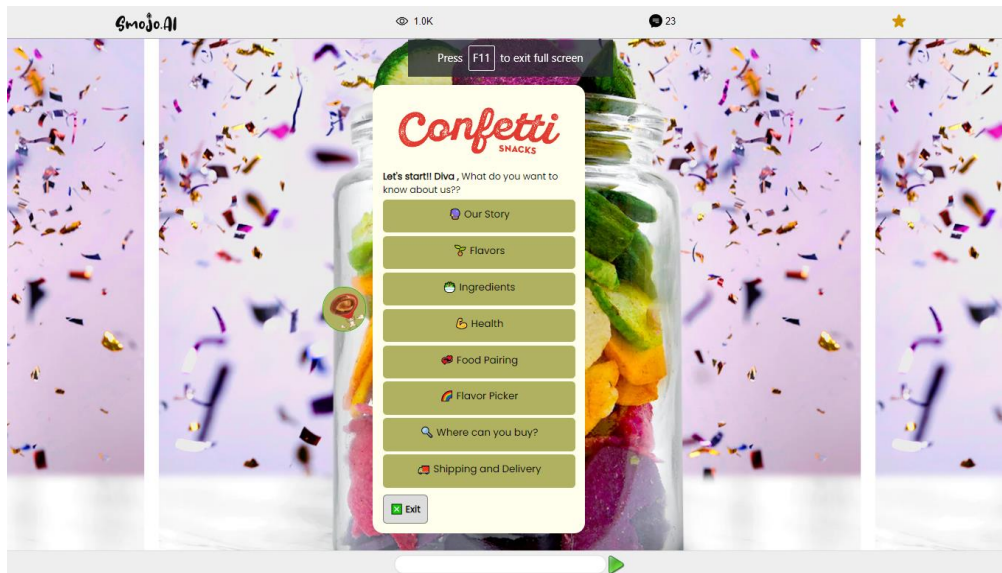 Smojo.AI
1.0K
23
Press F11 to exit full screen
Confetti
SNACKS
Let's start!! Diva , What do you want to
know about us??
Our Story
Flavors
Ingredients
Health
Food Pairing
Flavor Picker
Where can you buy?
Shipping and Delivery
Exit